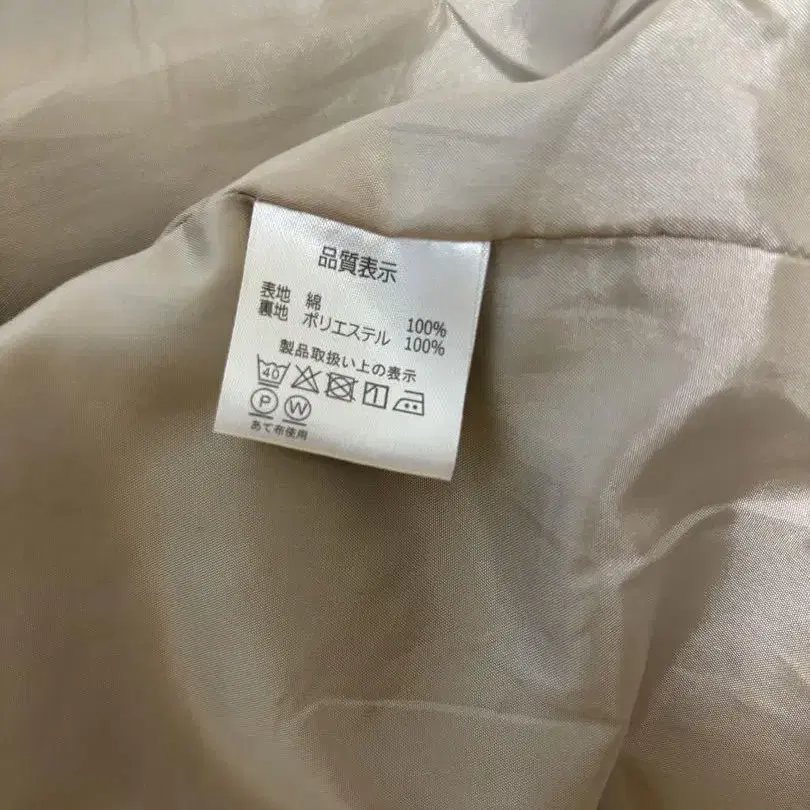 品質表示
表地 綿 100%
裏地 ポリエステル 100%
製品取扱い上の表示
40
P W
あて布使用